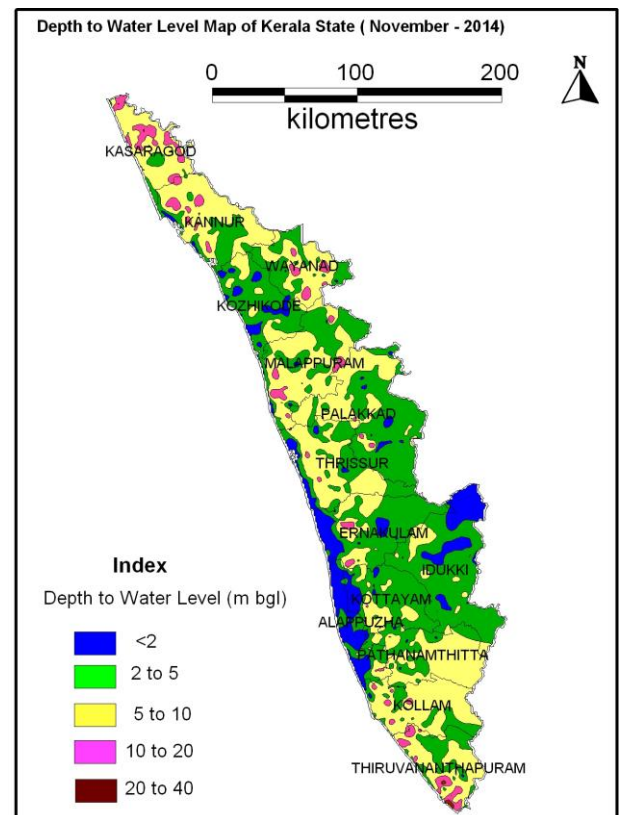 Depth to Water Level Map of Kerala State ( November - 2014)
N
0 100 200
kilometres
KASARAGOD
KANNUR
WAYANAD
KOZHIKODE
MALAPPURAM
PALAKKAD
THRISSUR
ERNAKULAM
IDUKKI
KOTTAYAM
ALAPPUZHA
PATHANAMTHITTA
KOLLAM
THIRUVANANTHAPURAM
Index
Depth to Water Level (m bgl)
<2
2 to 5
5 to 10
10 to 20
20 to 40